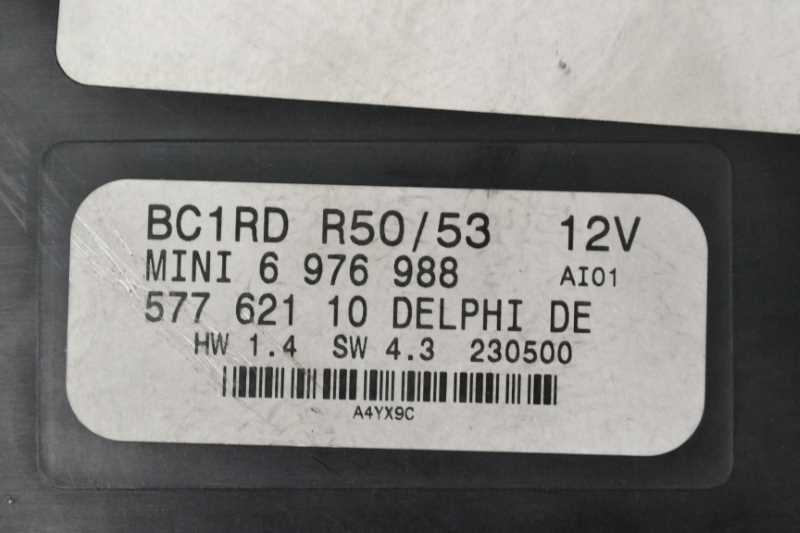 BC1RD R50/53 12V
MINI 6 976 988 AI01
577 621 10 DELPHI DE
HW 1.4 SW 4.3 230500
A4YX9C